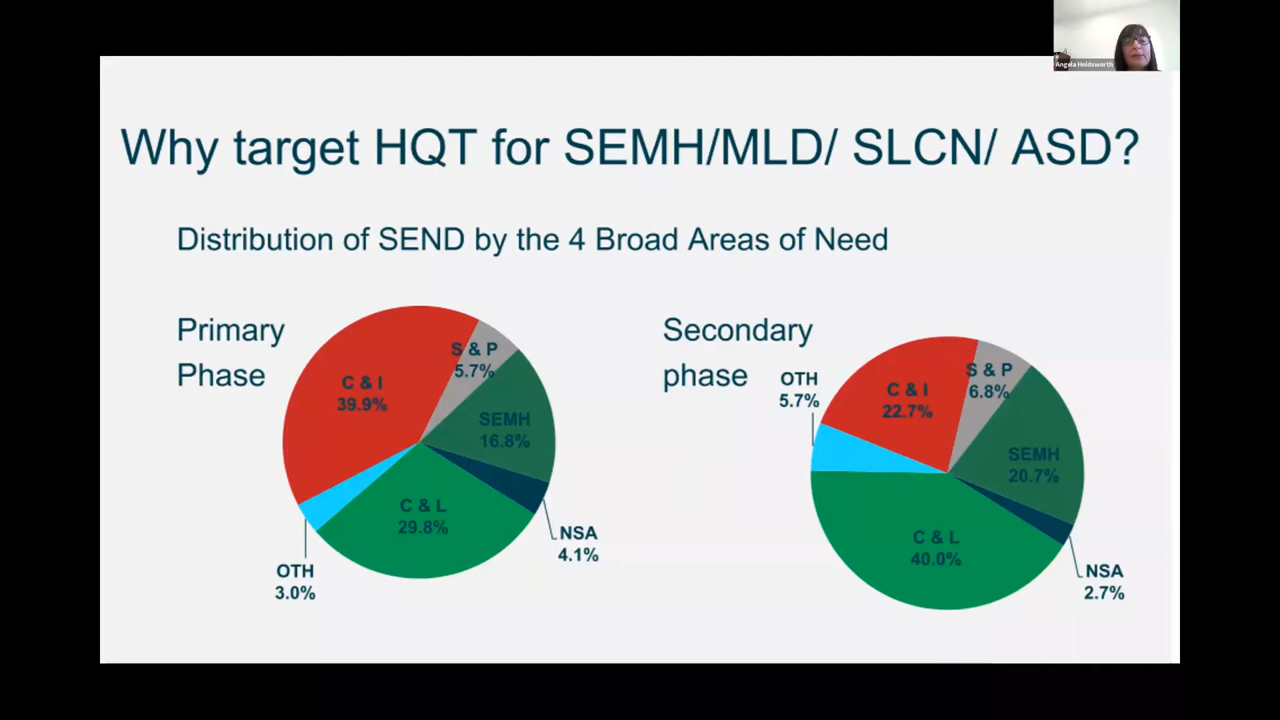 Angela Holdsworth
Why target HQT for SEMH/MLD/ SLCN/ ASD?
Distribution of SEND by the 4 Broad Areas of Need
Primary
Phase
C & I
39.9%
S & P
5.7%
SEMH
16.8%
C & L
29.8%
NSA
4.1%
OTH
3.0%
Secondary
phase
OTH
5.7%
C & I
22.7%
S & P
6.8%
SEMH
20.7%
C & L
40.0%
NSA
2.7%